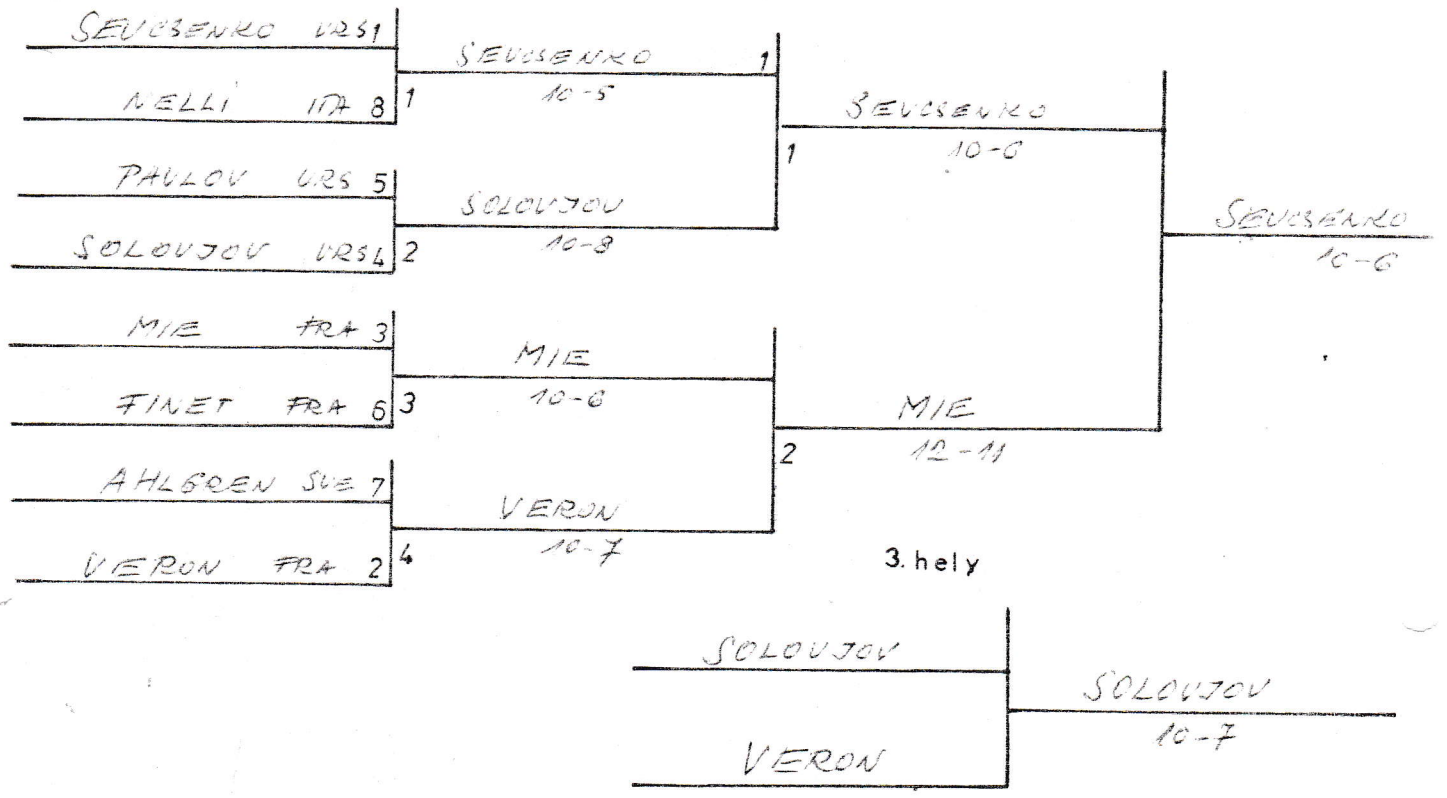 SEVCSENKO URS 1
NELLI ITA 8
1
SEVCSENKO 1
10-5
PAVLOV URS 5
SOLOVJOV URS 4
2
SOLOVJOV
10-8
1
SEVCSENKO
10-6
MIE FRA 3
FINET FRA 6
3
MIE
10-6
AHLGREN SVE 7
VERON FRA 2
4
VERON
10-7
2
MIE
12-11
SEVCSENKO
10-6
3. hely
SOLOVJOV
VERON
SOLOVJOV
10-7